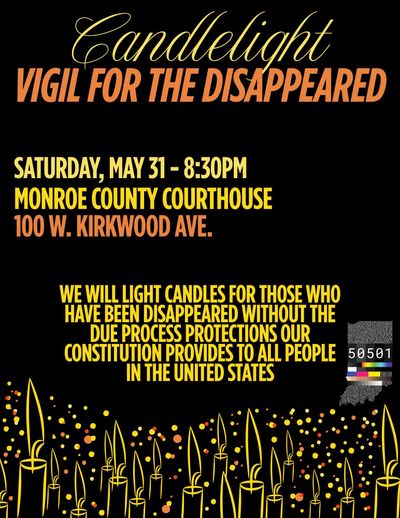 Candlelight
VIGIL FOR THE DISAPPEARED
SATURDAY, MAY 31 - 8:30PM
MONROE COUNTY COURTHOUSE
100 W. KIRKWOOD AVE.
WE WILL LIGHT CANDLES FOR THOSE WHO
HAVE BEEN DISAPPEARED WITHOUT THE
DUE PROCESS PROTECTIONS OUR
CONSTITUTION PROVIDES TO ALL PEOPLE
IN THE UNITED STATES
50501